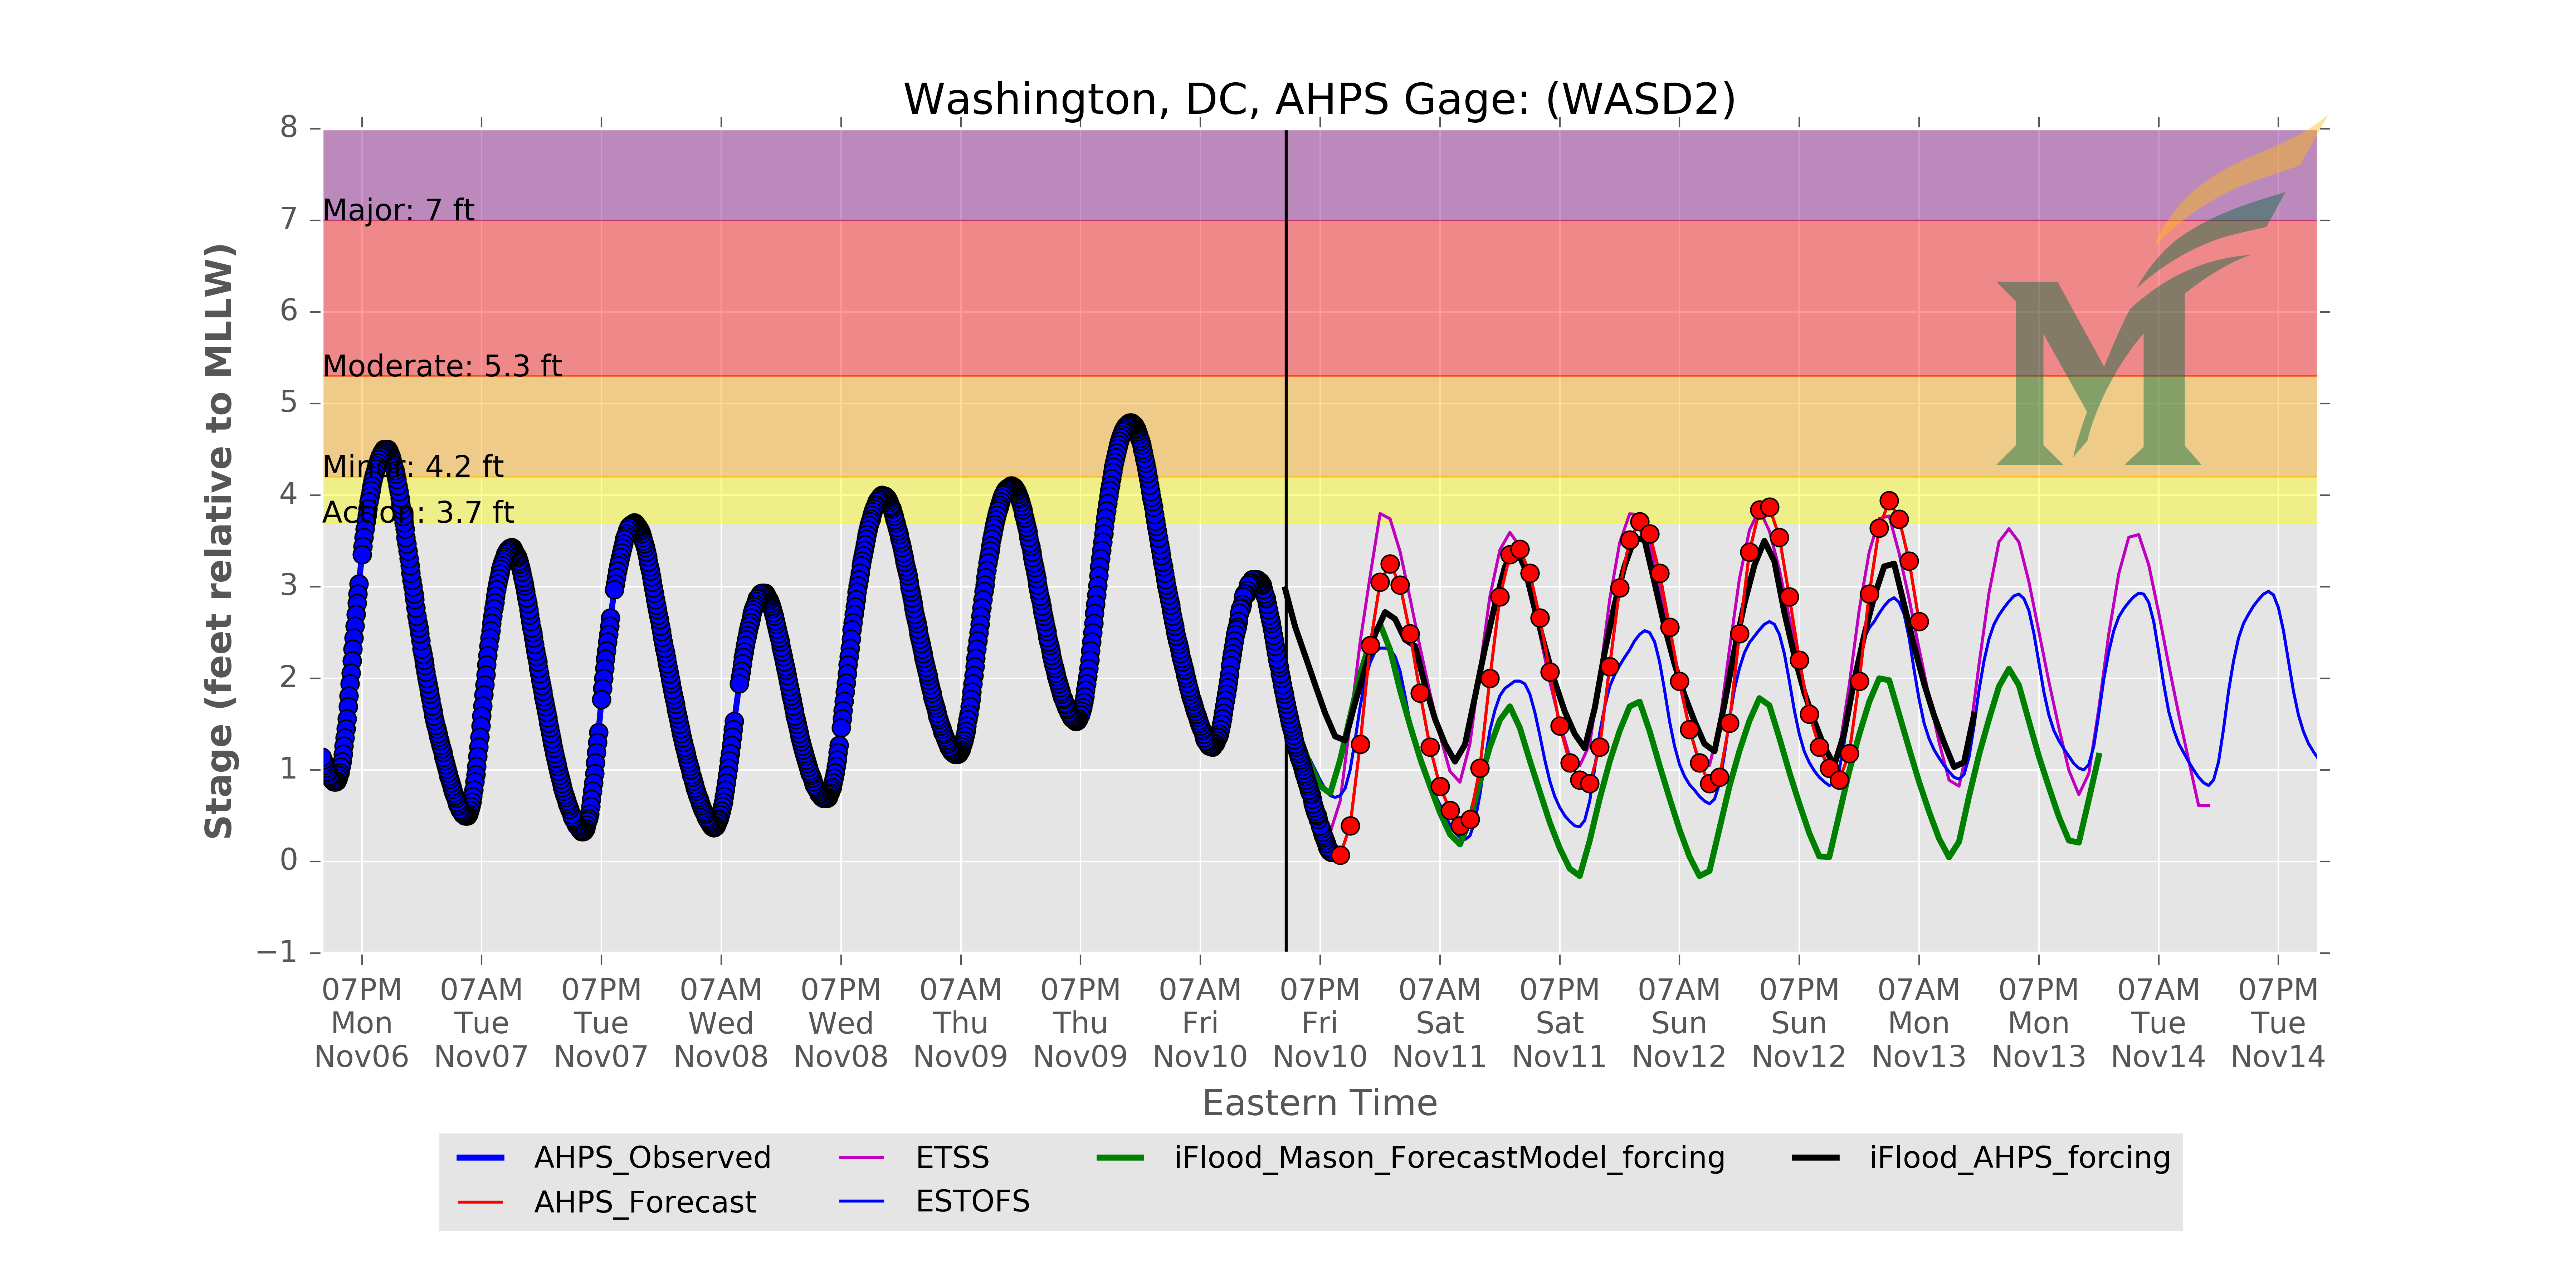 Washington, DC, AHPS Gage: (WASD2)
8
7
6
5
4
3
2
1
0
−1
Stage (feet relative to MLLW)
Major: 7 ft
Moderate: 5.3 ft
Minor: 4.2 ft
Action: 3.7 ft
M
07PM 07AM 07PM 07AM 07PM 07AM 07PM 07AM 07PM 07AM 07PM 07AM 07PM 07AM 07PM 07AM 07PM
Mon Tue Tue Wed Wed Thu Thu Fri Fri Sat Sat Sun Sun Mon Mon Tue Tue
Nov06 Nov07 Nov07 Nov08 Nov08 Nov09 Nov09 Nov10 Nov10 Nov11 Nov11 Nov12 Nov12 Nov13 Nov13 Nov14 Nov14
Eastern Time
AHPS_Observed ETSS iFlood_Mason_ForecastModel_forcing iFlood_AHPS_forcing
AHPS_Forecast ESTOFS